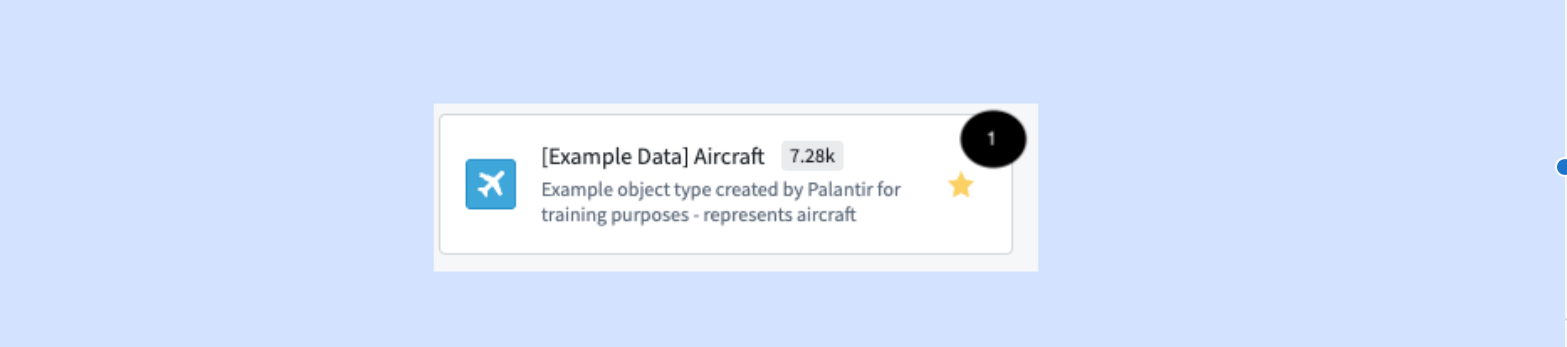 1
[Example Data] Aircraft 7.28k
Example object type created by Palantir for
training purposes - represents aircraft